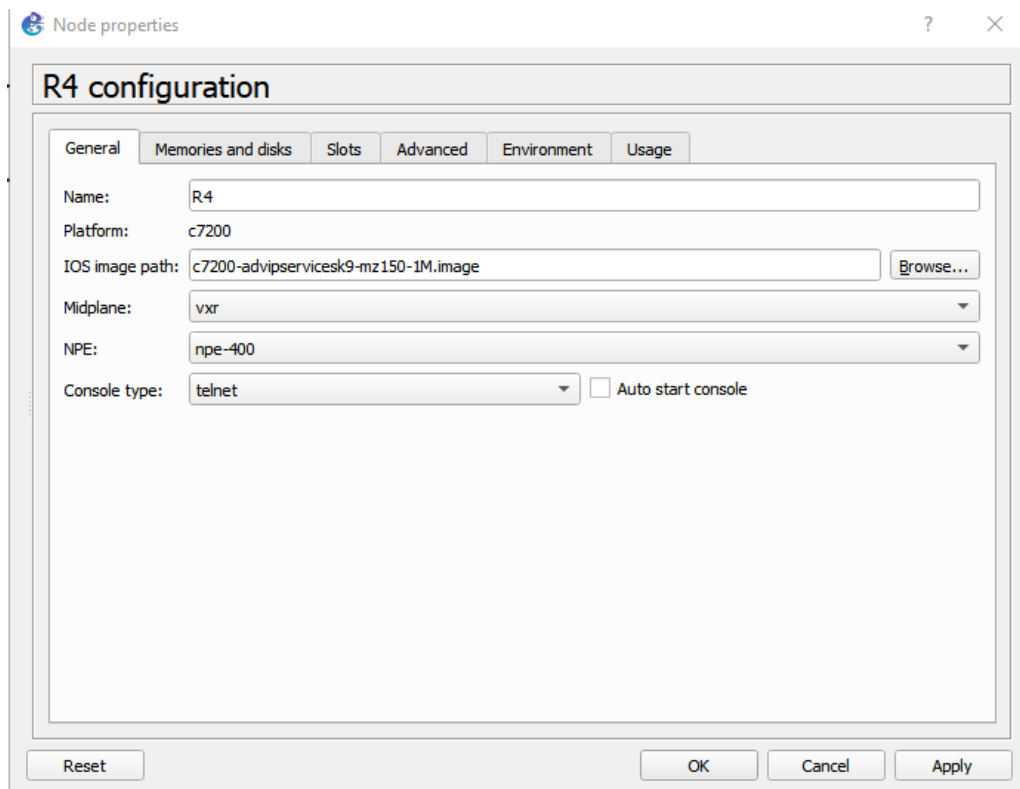 Node properties ?
R4 configuration
General Memories and disks Slots Advanced Environment Usage
Name: R4
Platform: c7200
IOS image path: c7200-advipservicesk9-mz150-1M.image Browse...
Midplane: vxr
NPE: npe-400
Console type: telnet Auto start console
Reset OK Cancel Apply